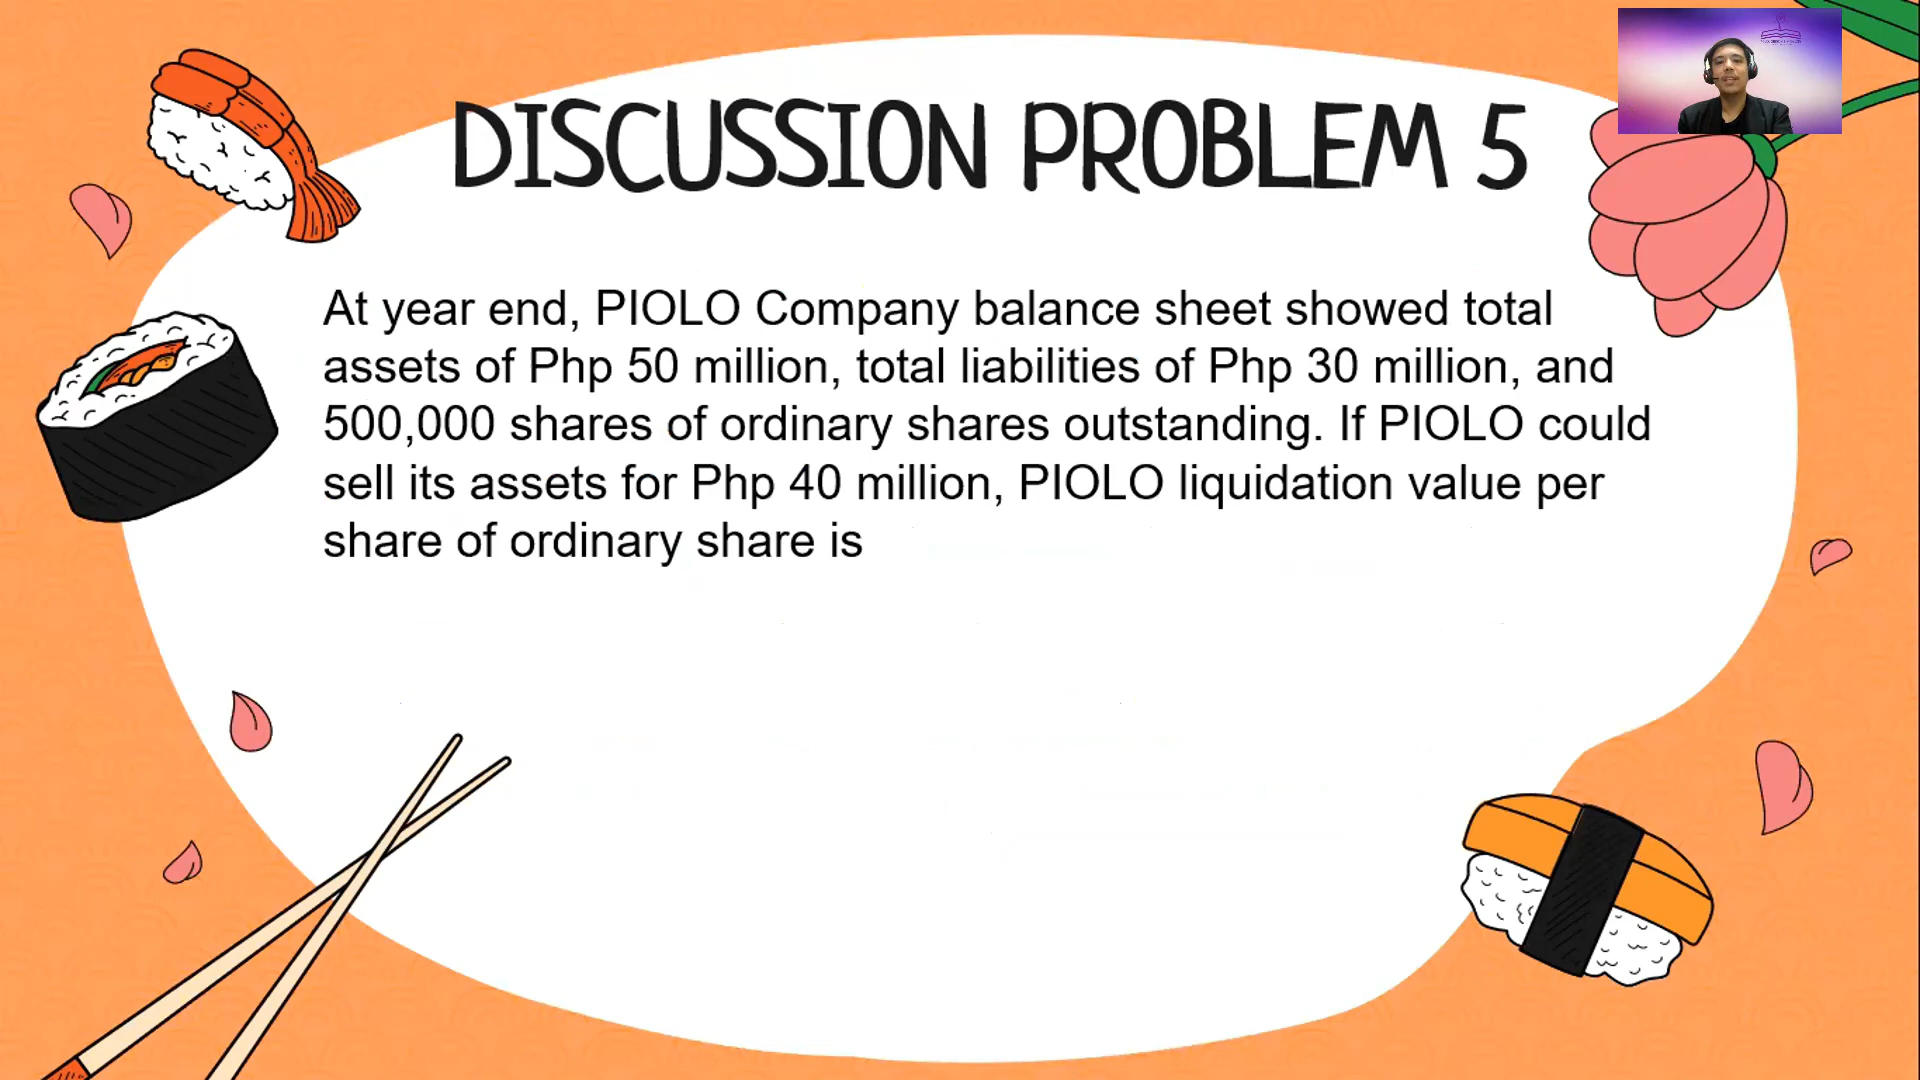 DISCUSSION PROBLEM 5
At year end, PIOLO Company balance sheet showed total
assets of Php 50 million, total liabilities of Php 30 million, and
500,000 shares of ordinary shares outstanding. If PIOLO could
sell its assets for Php 40 million, PIOLO liquidation value per
share of ordinary share is